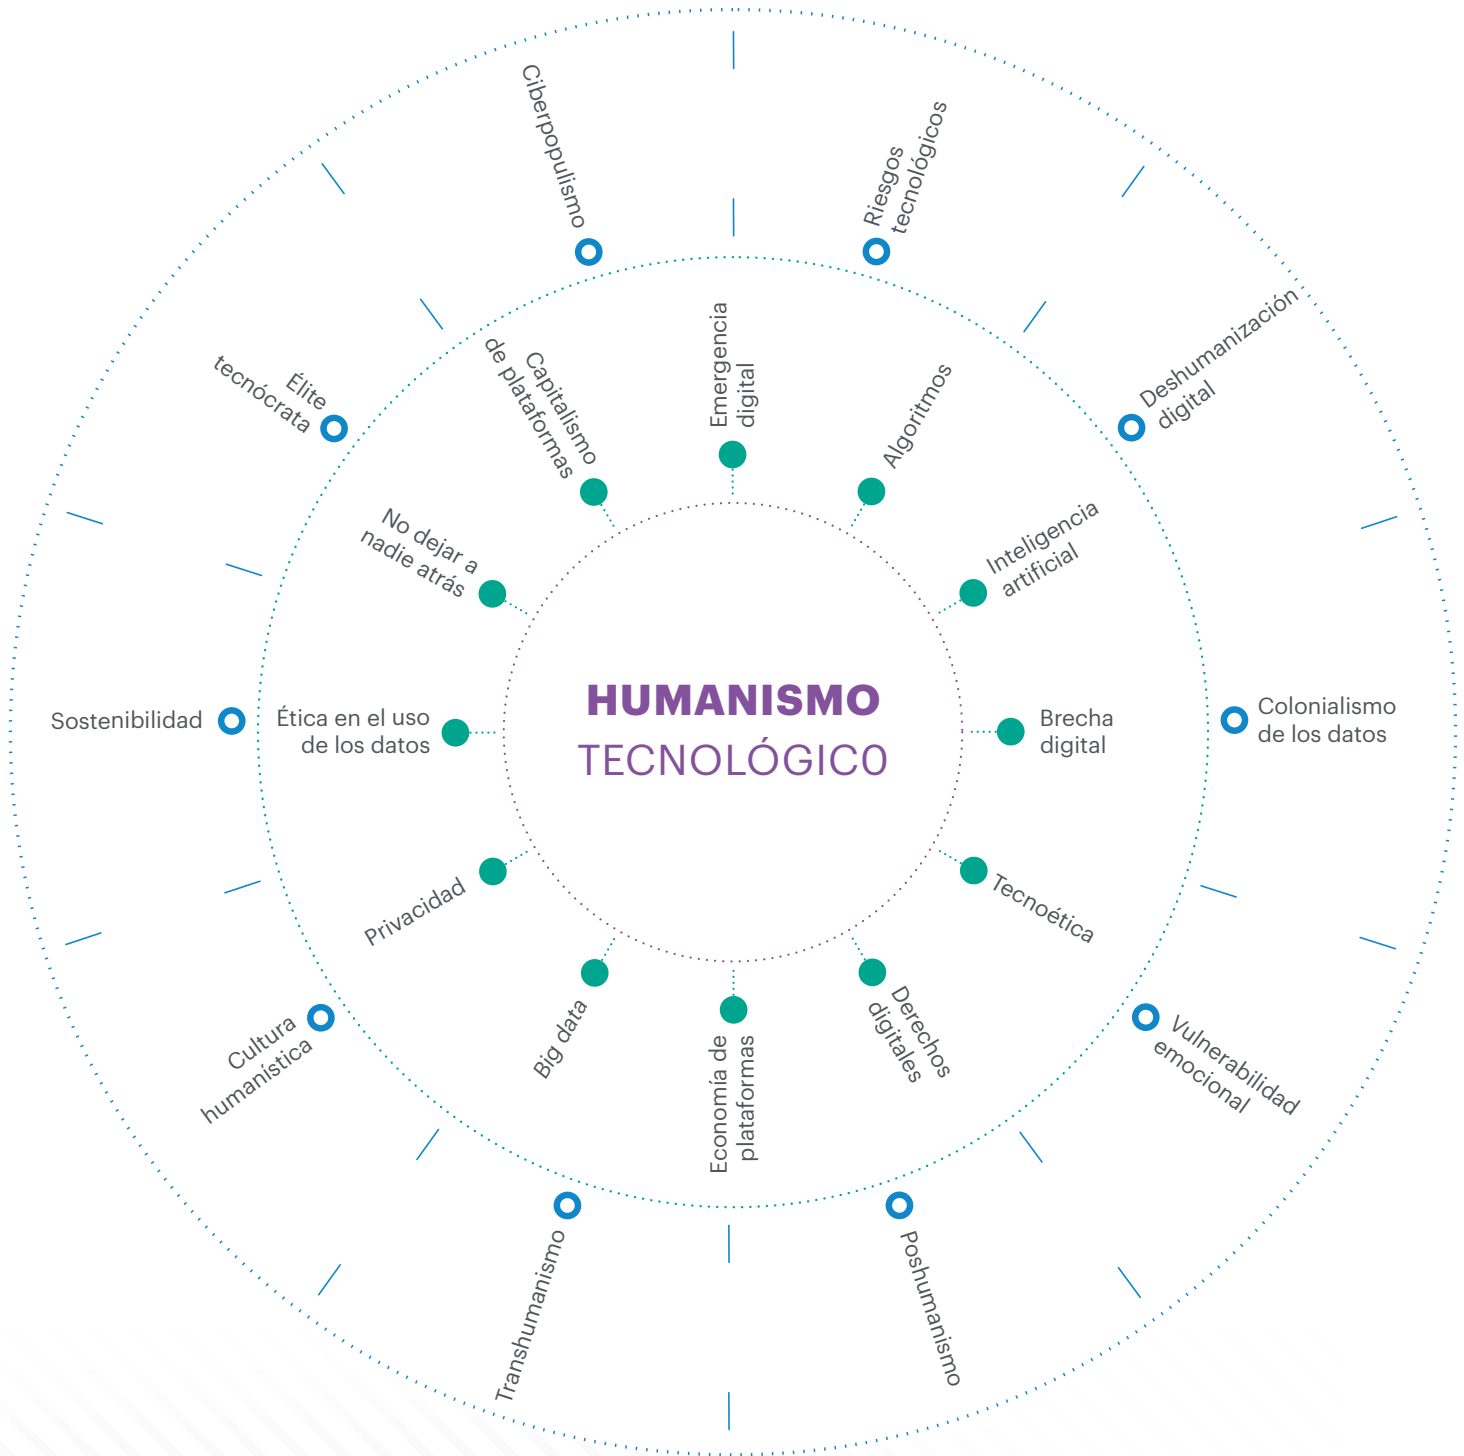 HUMANISMO
TECNOLÓGICO
Emergencia
digital
Algoritmos
Inteligencia
artificial
Brecha
digital
Tecnoética
Derechos
digitales
Economía de
plataformas
Big data
Privacidad
Ética en el uso
de los datos
No dejar a
nadie atrás
Capitalismo
de plataformas
Riesgos
tecnológicos
Deshumanización
digital
Colonialismo
de los datos
Vulnerabilidad
emocional
Poshumanismo
Transhumanismo
Cultura
humanística
Sostenibilidad
Élite
tecnócrata
Ciberpopulismo